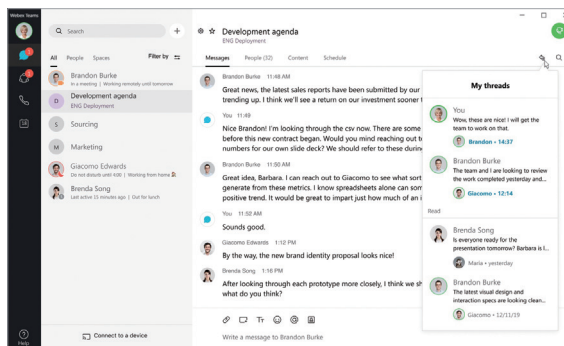 Webex Teams
Search
All People Spaces Filter by
Brandon Burke
In a meeting | Working remotely until tomorrow
D
Development agenda
ENG Deployment
S
Sourcing
M
Marketing
Giacomo Edwards
Do not disturb until 4:00 | Working from home
Brenda Song
Last active 15 minutes ago | Out for lunch
Connect to a device
Help
Development agenda
ENG Deployment
Messages People (32) Content Schedule
Brandon Burke 11:48 AM
Great news, the latest sales reports have been submitted by our
trending up. I think we'll see a return on our investment sooner
You 11:49
Nice Brandon! I'm looking through the csv now. There are some
before this new contract began. Would you mind reaching out to
numbers for our own slide deck? We should refer to these during
Brandon Burke 11:50 AM
Great idea, Barbara. I can reach out to Giacomo to see what sort
generate from these metrics. I know spreadsheets alone can som
positive trend. It would be great to impart just how much of an i
You 11:52 AM
Sounds good.
Giacomo Edwards 1:12 PM
By the way, the new brand identity proposal looks nice!
Brenda Song 1:16 PM
After looking through each prototype more closely, I think we sh
what do you think?
Write a message to Brandon Burke
My threads
You
Wow, these are nice! I will get the
team to work on that.
Brandon • 14:37
Brandon Burke
The team and I are looking to review
the work completed yesterday and...
Giacomo • 12:14
Read
Brenda Song
Is everyone ready for the
presentation tomorrow? Barbara is I...
Maria • yesterday
Brandon Burke
The latest visual design and
interaction specs are looking clean...
Giacomo • 12/11/19